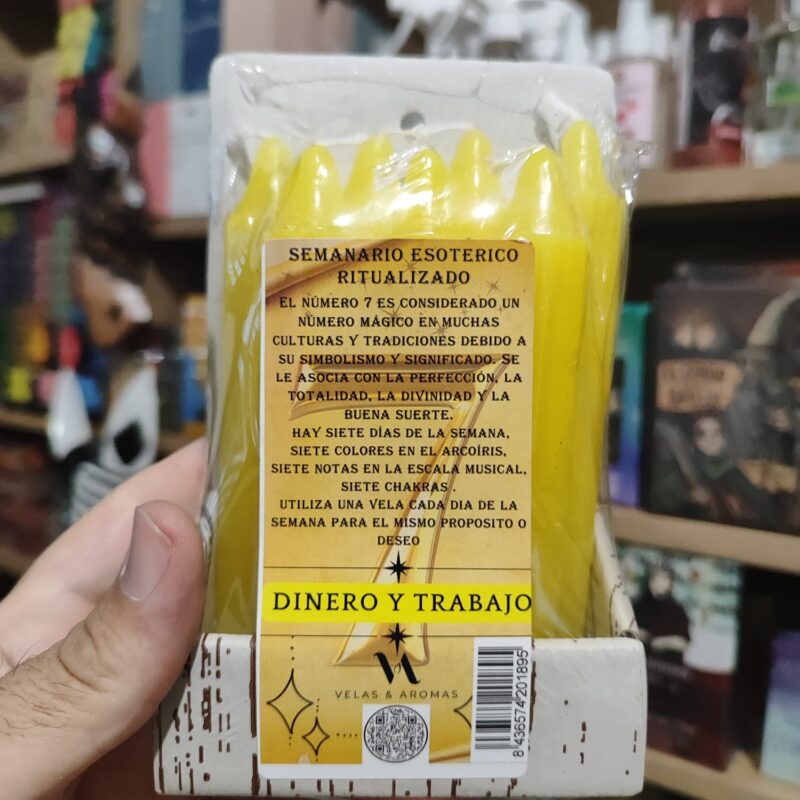 SEMANARIO ESOTERICO
RITUALIZADO
EL NÚMERO 7 ES CONSIDERADO UN
NÚMERO MÁGICO EN MUCHAS
CULTURAS Y TRADICIONES DEBIDO A
SU SIMBOLISMO Y SIGNIFICADO. SE
LE ASOCIA CON LA PERFECCIÓN, LA
TOTALIDAD, LA DIVINIDAD Y LA
BUENA SUERTE.
HAY SIETE DÍAS DE LA SEMANA,
SIETE COLORES EN EL ARCOÍRIS,
SIETE NOTAS EN LA ESCALA MUSICAL,
SIETE CHAKRAS .
UTILIZA UNA VELA CADA DIA DE LA
SEMANA PARA EL MISMO PROPOSITO O
DESEO
DINERO Y TRABAJO
VELAS & AROMAS
8 436574 201895